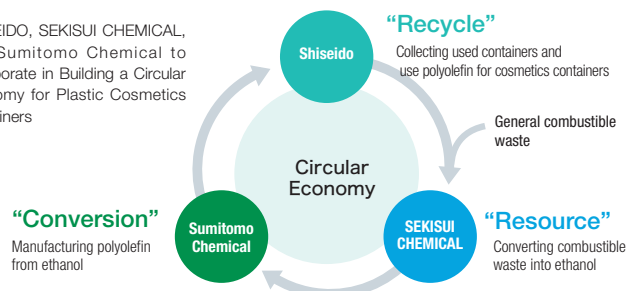 EIDO, SEKISUI CHEMICAL,
Sumitomo Chemical to
orate in Building a Circular
omy for Plastic Cosmetics
iners
Shiseido
“Recycle”
Collecting used containers and
use polyolefin for cosmetics containers
General combustible
waste
Circular
Economy
“Conversion”
Manufacturing polyolefin
from ethanol
Sumitomo
Chemical
SEKISUI
CHEMICAL
“Resource”
Converting combustible
waste into ethanol